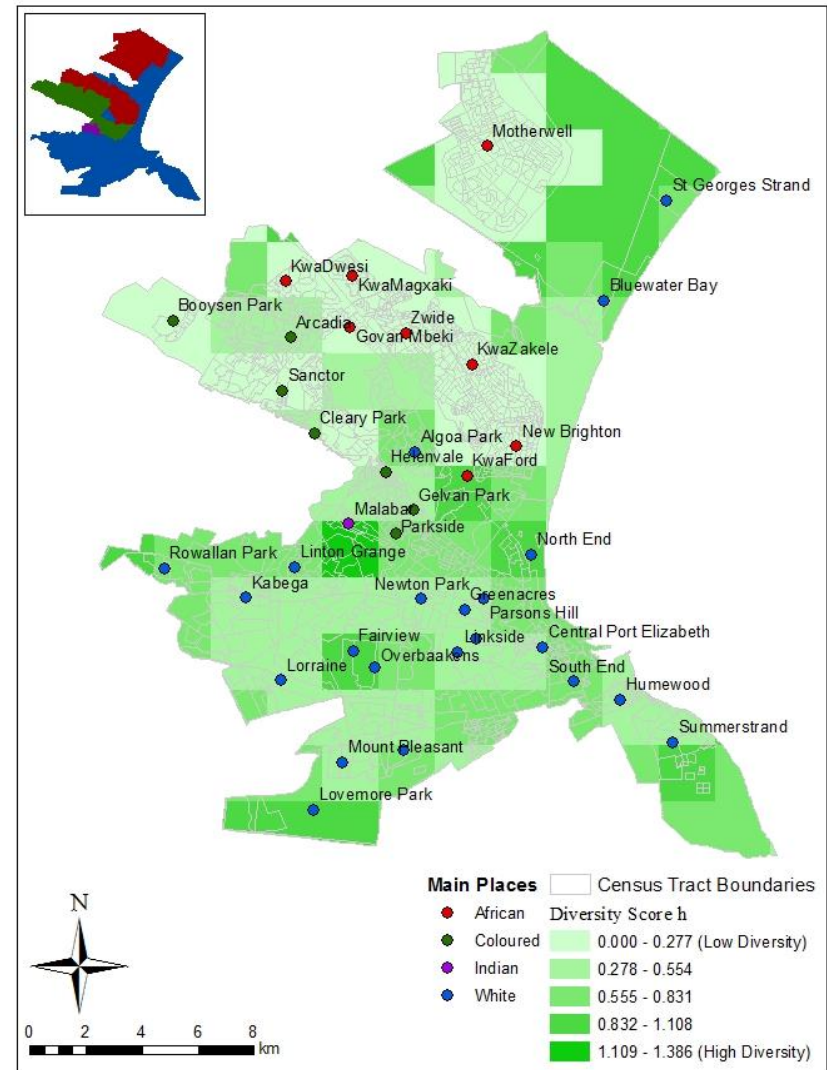 Motherwell
St Georges Strand
KwaDwesi
KwaMagxaki
Bluewater Bay
Booysen Park
Arcadia
Zwide
Govan Mbeki
KwaZakele
Sanctor
Cleary Park
Algoa Park
New Brighton
Helenvale
KwaFord
Gelvan Park
Malabar
Parkside
North End
Rowallan Park
Linton Grange
Kabega
Newton Park
Greenacres
Parsons Hill
Fairview
Linkside
Central Port Elizabeth
Overbaakens
Lorraine
South End
Humewood
Summerstrand
Mount Pleasant
Lovemore Park
N
0 2 4 6 8
km
Main Places
African
Coloured
Indian
White
Census Tract Boundaries
Diversity Score h
0.000 - 0.277 (Low Diversity)
0.278 - 0.554
0.555 - 0.831
0.832 - 1.108
1.109 - 1.386 (High Diversity)